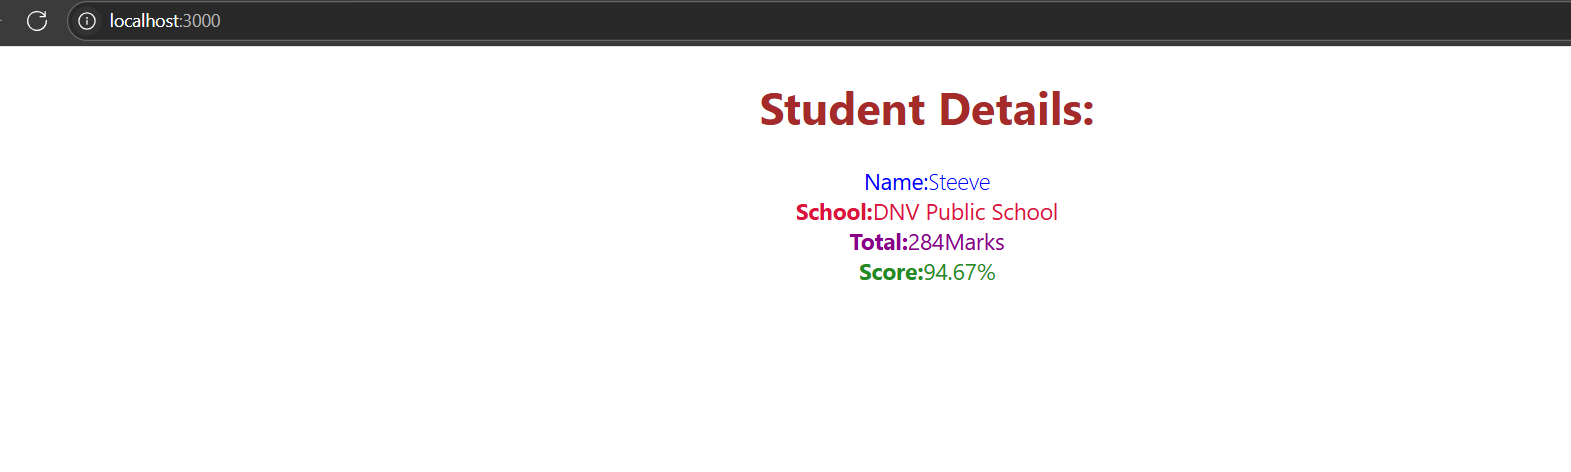 localhost:3000
Student Details:
Name:Steeve
School:DNV Public School
Total:284Marks
Score:94.67%